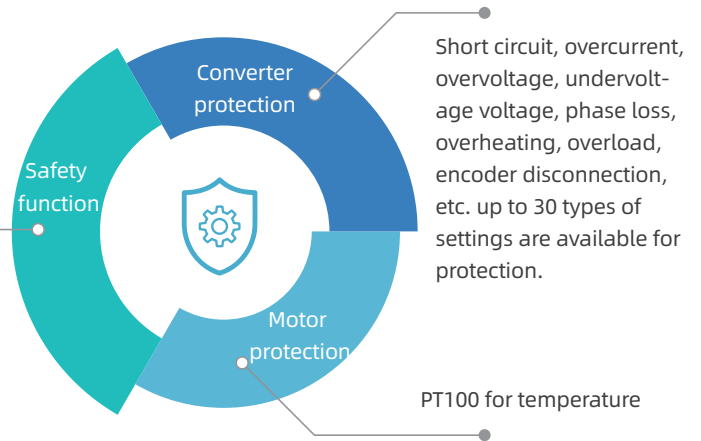 Converter
protection
Safety
function
Motor
protection
Short circuit, overcurrent,
overvoltage, undervolt-
age voltage, phase loss,
overheating, overload,
encoder disconnection,
etc. up to 30 types of
settings are available for
protection.
PT100 for temperature